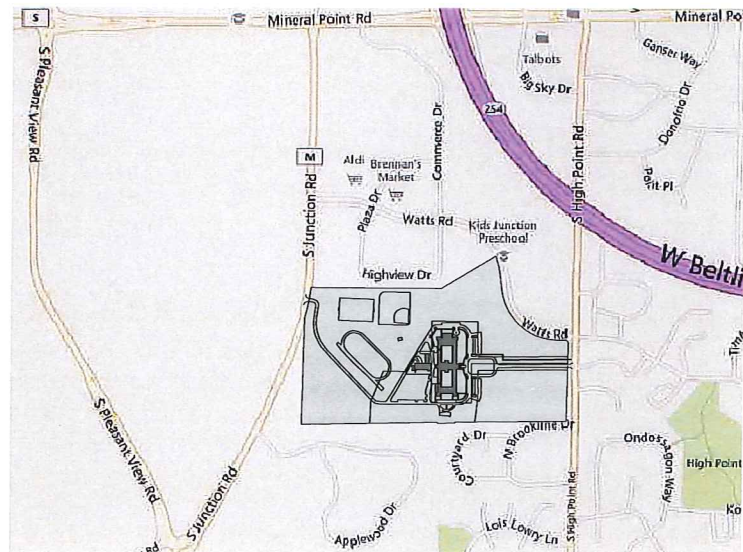 S
Mineral Point Rd
Mineral Po
S Pleasant View Rd
Talbots
Big Sky Dr
Ganser Way
Donofrio Dr
Commerce Dr
254
S High Point Rd
M
Aldi
Brennan's
Market
Plaza Dr
S Junction Rd
Watts Rd
Kids Junction
Preschool
W Beltli
Highview Dr
Watts Rd
S Pleasant View Rd
Courtyard Dr
N Brookline Dr
Ondossagon Way
High Point
S High Point Rd
S Junction Rd
Applewood Dr
Lois Lowry Ln
Rd